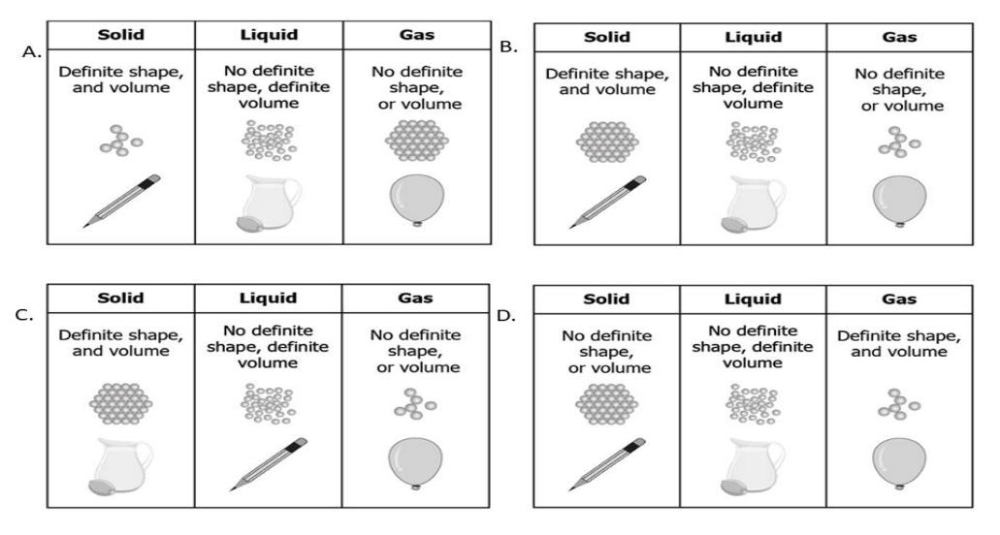 A.
Solid
Liquid
Gas
Definite shape,
and volume
No definite
shape, definite
volume
No definite
shape,
or volume
B.
Solid
Liquid
Gas
Definite shape,
and volume
No definite
shape, definite
volume
No definite
shape,
or volume
C.
Solid
Liquid
Gas
Definite shape,
and volume
No definite
shape, definite
volume
No definite
shape,
or volume
D.
Solid
Liquid
Gas
No definite
shape,
or volume
No definite
shape, definite
volume
Definite shape,
and volume